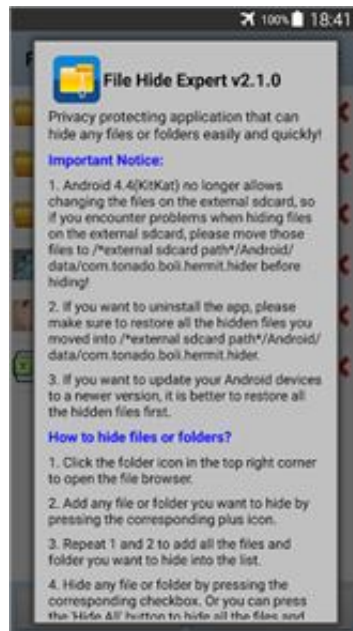 100% 18:41
File Hide Expert v2.1.0
Privacy protecting application that can
hide any files or folders easily and quickly!
Important Notice:
1. Android 4.4(KitKat) no longer allows
changing the files on the external sdcard, so
if you encounter problems when hiding files
on the external sdcard, please move those
files to /*external sdcard path*/Android/
data/com.tonado.boli.hermit.hider before
hiding!
2. If you want to uninstall the app, please
make sure to restore all the hidden files you
moved into /*external sdcard path*/Android/
data/com.tonado.boli.hermit.hider.
3. If you want to update your Android devices
to a newer version, it is better to restore all
the hidden files first.
How to hide files or folders?
1. Click the folder icon in the top right corner
to open the file browser.
2. Add any file or folder you want to hide by
pressing the corresponding plus icon.
3. Repeat 1 and 2 to add all the files and
folder you want to hide into the list.
4. Hide any file or folder by pressing the
corresponding checkbox. Or you can press
the 'Hide All' button to hide all the files and